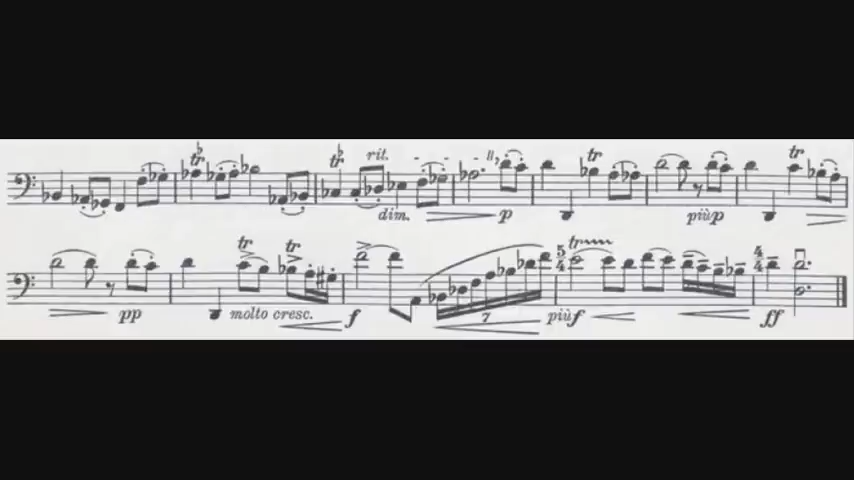 tr tr rit. - - - tr tr
dim. p più p
tr tr 5 4 tr 4 4
pp molto cresc. f 7 più f ff